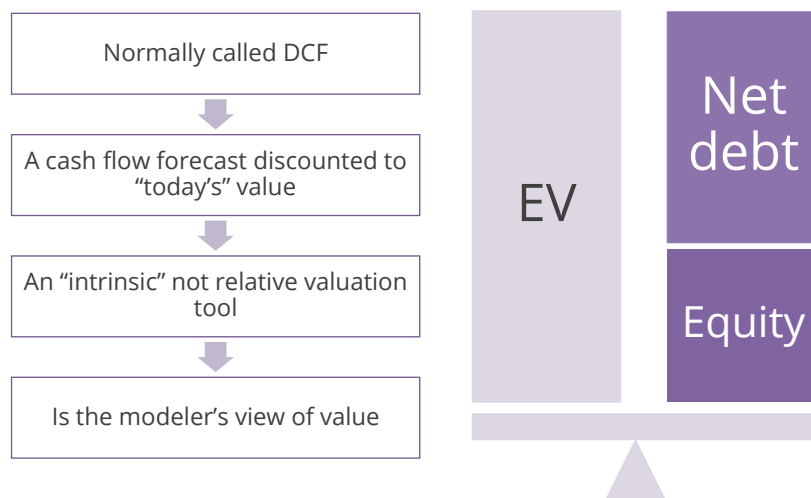 Normally called DCF
A cash flow forecast discounted to
“today’s” value
An “intrinsic” not relative valuation
tool
Is the modeler’s view of value
EV
Net
debt
Equity